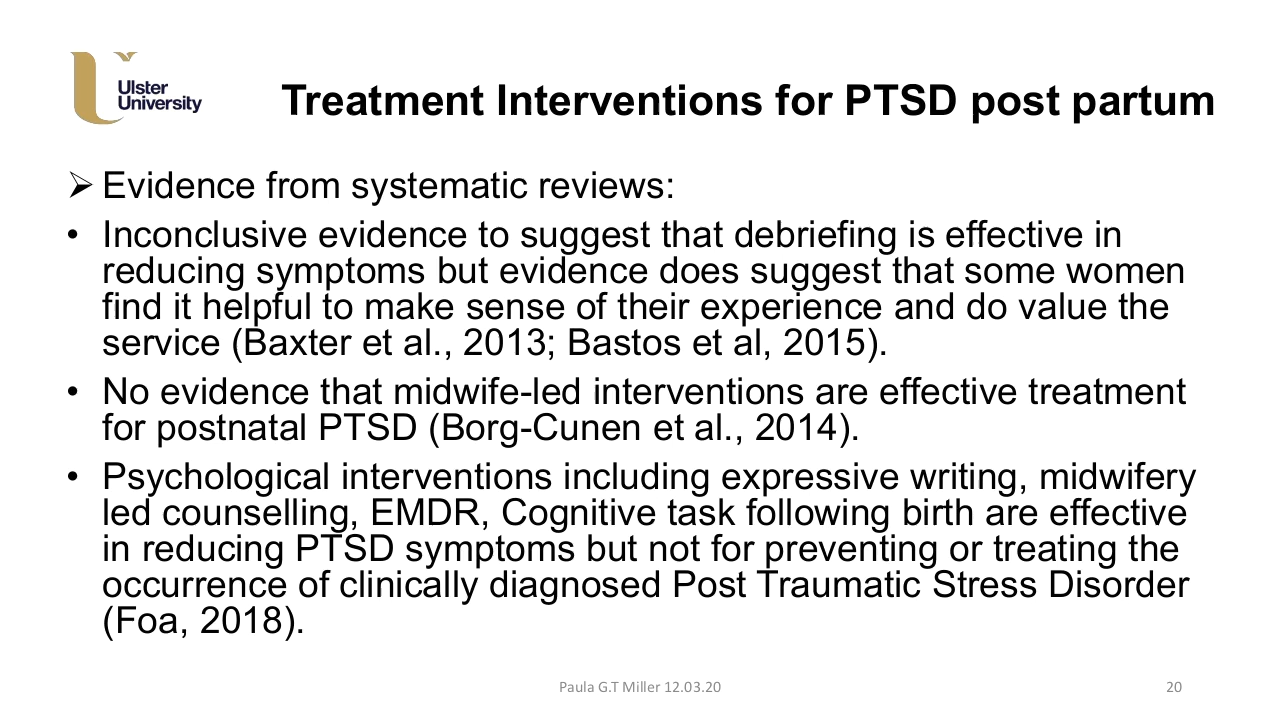 Ulster
University
Treatment Interventions for PTSD post partum
➢ Evidence from systematic reviews:
• Inconclusive evidence to suggest that debriefing is effective in
reducing symptoms but evidence does suggest that some women
find it helpful to make sense of their experience and do value the
service (Baxter et al., 2013; Bastos et al, 2015).
• No evidence that midwife-led interventions are effective treatment
for postnatal PTSD (Borg-Cunen et al., 2014).
• Psychological interventions including expressive writing, midwifery
led counselling, EMDR, Cognitive task following birth are effective
in reducing PTSD symptoms but not for preventing or treating the
occurrence of clinically diagnosed Post Traumatic Stress Disorder
(Foa, 2018).
Paula G.T Miller 12.03.20
20